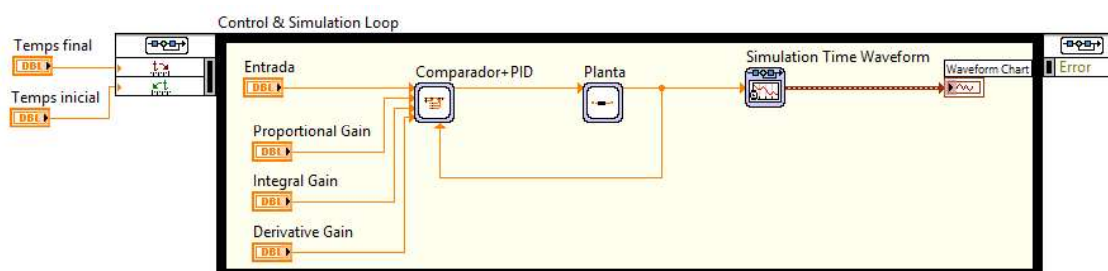 Control & Simulation Loop
Temps final
DBL
Temps inicial
DBL
Entrada
DBL
Proportional Gain
DBL
Integral Gain
DBL
Derivative Gain
DBL
Comparador+PID
Planta
Simulation Time Waveform
Waveform Chart
Error